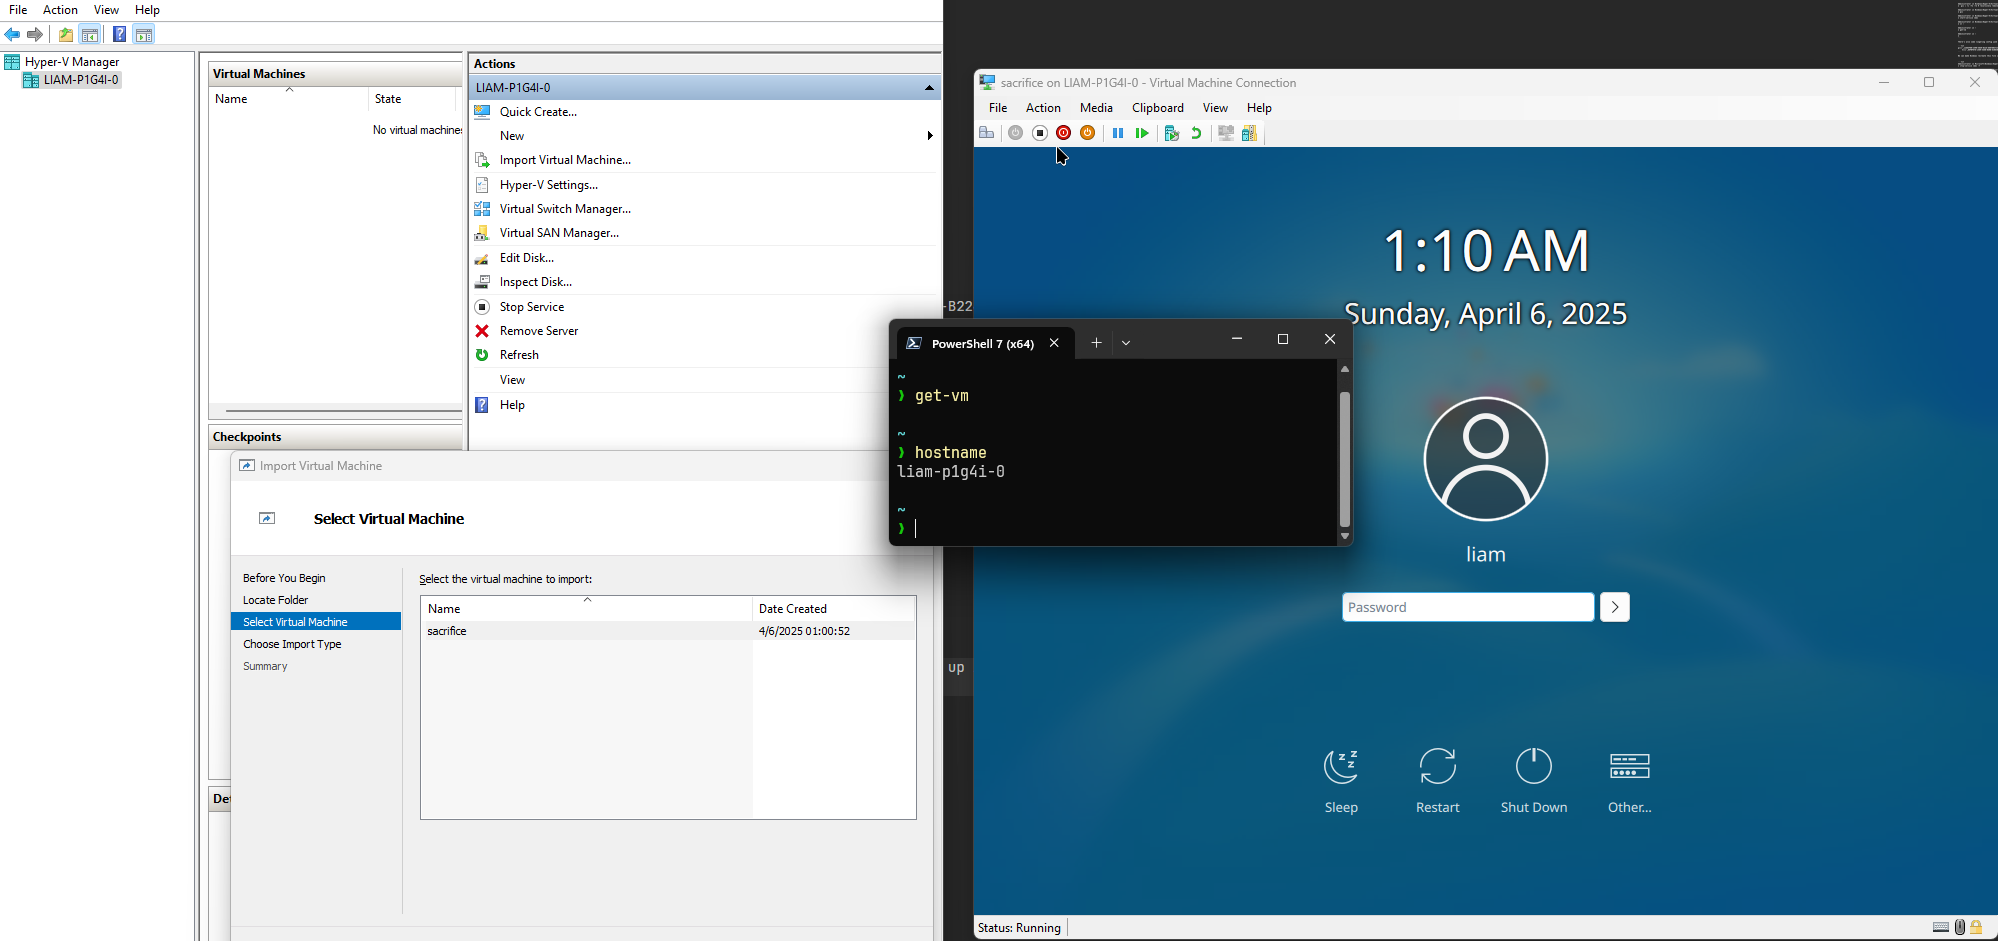 File Action View Help
Hyper-V Manager
LIAM-P1G4I-0
Virtual Machines
Name State
No virtual machines
Checkpoints
Det
Actions
LIAM-P1G4I-0
Quick Create...
New
Import Virtual Machine...
Hyper-V Settings...
Virtual Switch Manager...
Virtual SAN Manager...
Edit Disk...
Inspect Disk...
Stop Service
Remove Server
Refresh
View
Help
Import Virtual Machine
Select Virtual Machine
Before You Begin
Locate Folder
Select Virtual Machine
Choose Import Type
Summary
Select the virtual machine to import:
Name Date Created
sacrifice 4/6/2025 01:00:52
-B22
up
PowerShell 7 (x64)
~
❯ get-vm
~
❯ hostname
liam-p1g4i-0
~
❯
sacrifice on LIAM-P1G4I-0 - Virtual Machine Connection
File Action Media Clipboard View Help
1:10 AM
Sunday, April 6, 2025
liam
Password
Sleep Restart Shut Down Other...
Status: Running